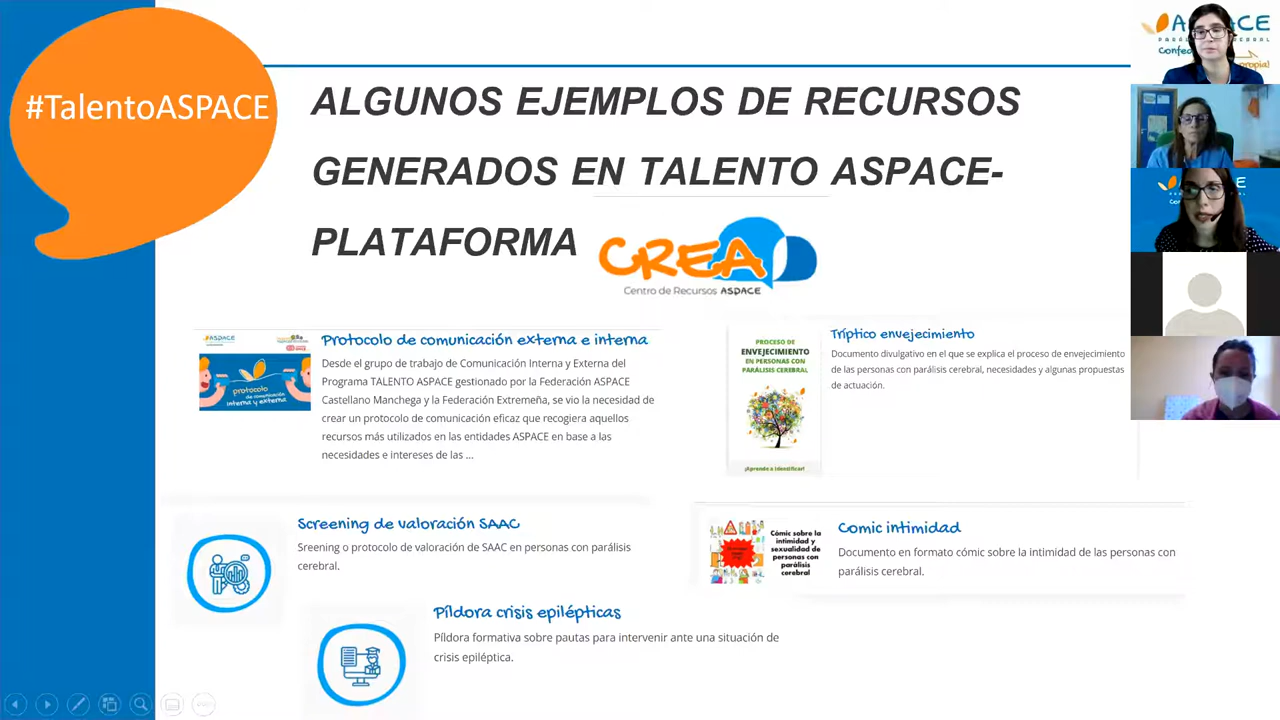 #TalentoASPACE
ALGUNOS EJEMPLOS DE RECURSOS
GENERADOS EN TALENTO ASPACE-
PLATAFORMA
CREA
Centro de Recursos ASPACE
Protocolo de comunicación externa e interna
Desde el grupo de trabajo de Comunicación Interna y Externa del
Programa TALENTO ASPACE gestionado por la Federación ASPACE
Castellano Manchega y la Federación Extremeña, se vio la necesidad de
crear un protocolo de comunicación eficaz que recogiera aquellos
recursos más utilizados en las entidades ASPACE en base a las
necesidades e intereses de las ...
ASPACE
protocolo
de comunicación
interna y externa
PROCESO DE
ENVEJECIMIENTO
EN PERSONAS CON
PARÁLISIS CEREBRAL
¡Aprende a Identificar!
Tríptico envejecimiento
Documento divulgativo en el que se explica el proceso de envejecimiento
de las personas con parálisis cerebral, necesidades y algunas propuestas
de actuación.
Screening de valoración SAAC
Sreening o protocolo de valoración de SAAC en personas con parálisis
cerebral.
Cómic sobre la
intimidad y
sexualidad de
personas con
parálisis
cerebral
Comic intimidad
Documento en formato cómic sobre la intimidad de las personas con
parálisis cerebral.
Píldora crisis epilépticas
Píldora formativa sobre pautas para intervenir ante una situación de
crisis epiléptica.